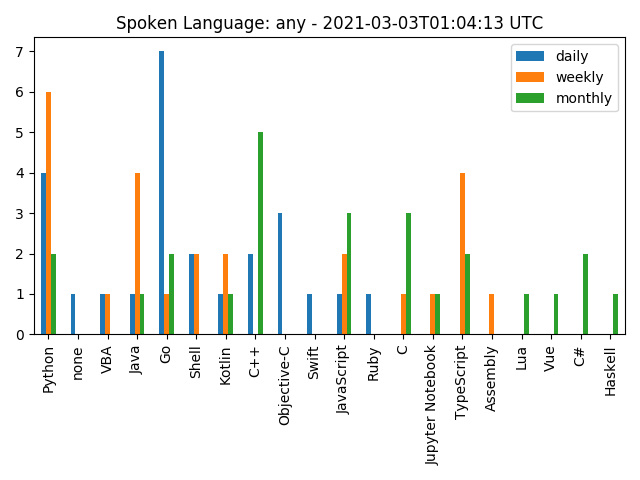 Spoken Language: any - 2021-03-03T01:04:13 UTC
daily
weekly
monthly
7
6
5
4
3
2
1
0
Python
none
VBA
Java
Go
Shell
Kotlin
C++
Objective-C
Swift
JavaScript
Ruby
C
Jupyter Notebook
TypeScript
Assembly
Lua
Vue
C#
Haskell